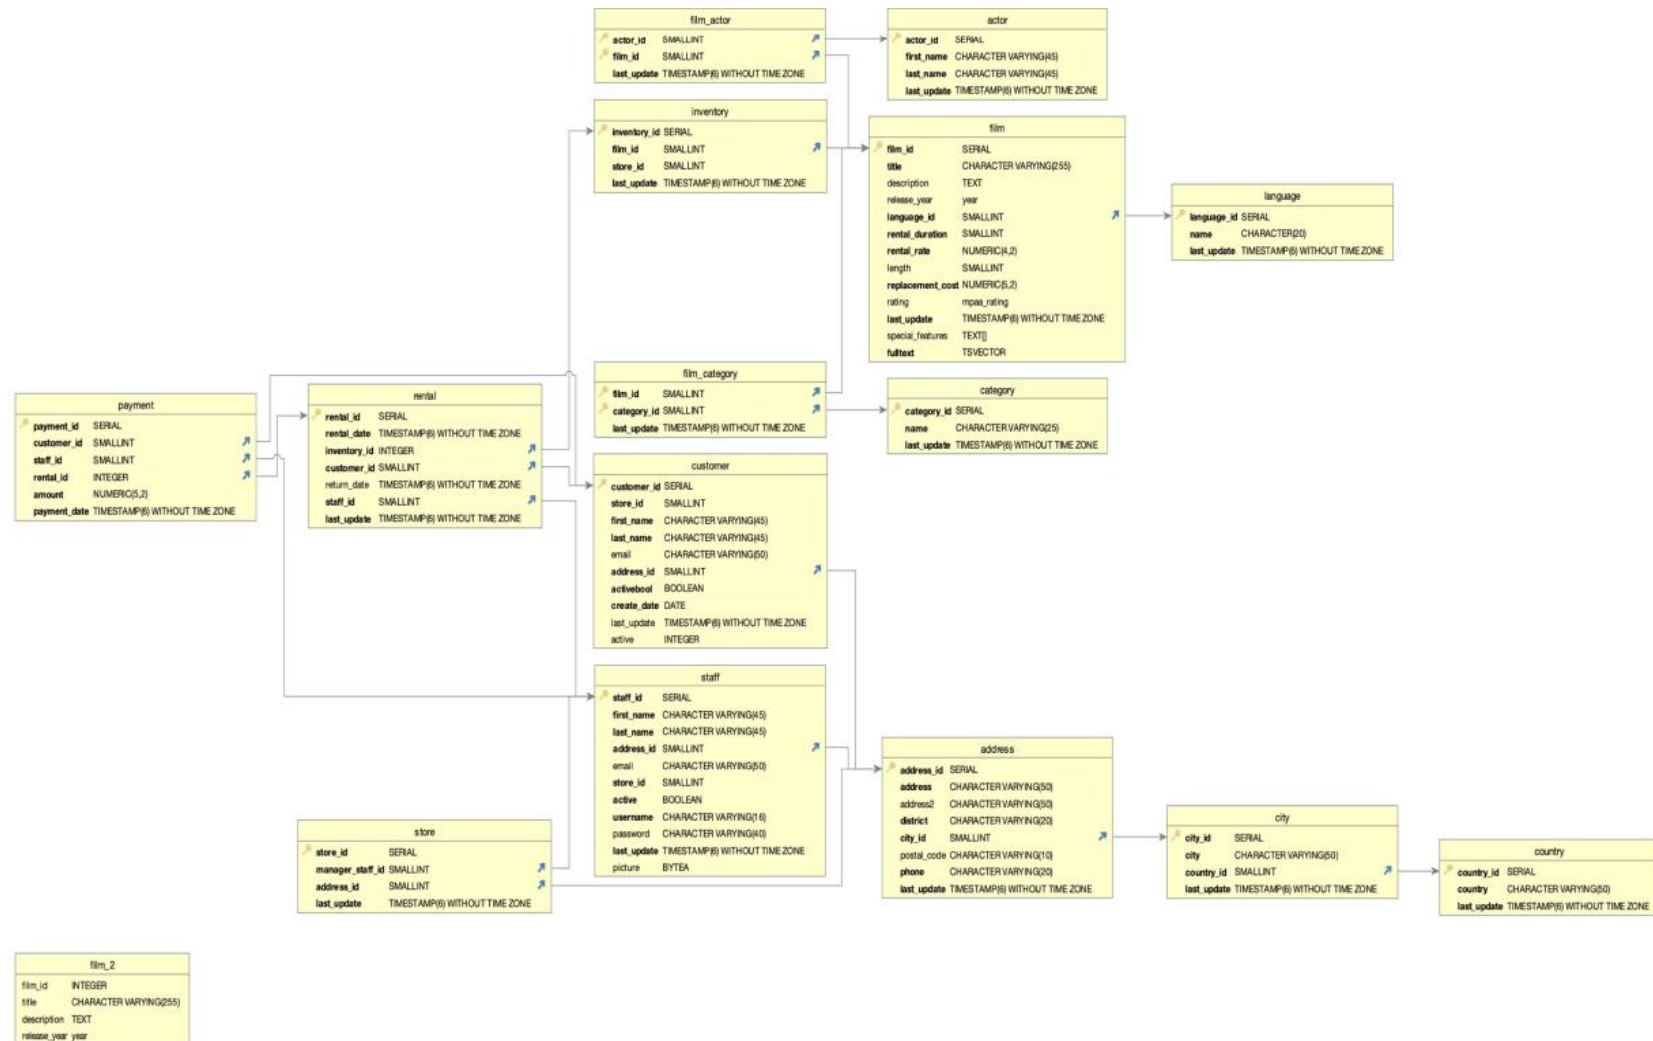 film_actor
actor_id SMALLINT
film_id SMALLINT
last_update TIMESTAMP(6) WITHOUT TIME ZONE
actor
actor_id SERIAL
first_name CHARACTER VARYING(45)
last_name CHARACTER VARYING(45)
last_update TIMESTAMP(6) WITHOUT TIME ZONE
inventory
inventory_id SERIAL
film_id SMALLINT
store_id SMALLINT
last_update TIMESTAMP(6) WITHOUT TIME ZONE
film
film_id SERIAL
title CHARACTER VARYING(255)
description TEXT
release_year year
language_id SMALLINT
rental_duration SMALLINT
rental_rate NUMERIC(4,2)
length SMALLINT
replacement_cost NUMERIC(5,2)
rating mpaa_rating
last_update TIMESTAMP(6) WITHOUT TIME ZONE
special_features TEXT[]
fulltext TSVECTOR
language
language_id SERIAL
name CHARACTER(20)
last_update TIMESTAMP(6) WITHOUT TIME ZONE
film_category
film_id SMALLINT
category_id SMALLINT
last_update TIMESTAMP(6) WITHOUT TIME ZONE
category
category_id SERIAL
name CHARACTER VARYING(25)
last_update TIMESTAMP(6) WITHOUT TIME ZONE
payment
payment_id SERIAL
customer_id SMALLINT
staff_id SMALLINT
rental_id INTEGER
amount NUMERIC(5,2)
payment_date TIMESTAMP(6) WITHOUT TIME ZONE
rental
rental_id SERIAL
rental_date TIMESTAMP(6) WITHOUT TIME ZONE
inventory_id INTEGER
customer_id SMALLINT
return_date TIMESTAMP(6) WITHOUT TIME ZONE
staff_id SMALLINT
last_update TIMESTAMP(6) WITHOUT TIME ZONE
customer
customer_id SERIAL
store_id SMALLINT
first_name CHARACTER VARYING(45)
last_name CHARACTER VARYING(45)
email CHARACTER VARYING(50)
address_id SMALLINT
activebool BOOLEAN
create_date DATE
last_update TIMESTAMP(6) WITHOUT TIME ZONE
active INTEGER
staff
staff_id SERIAL
first_name CHARACTER VARYING(45)
last_name CHARACTER VARYING(45)
address_id SMALLINT
email CHARACTER VARYING(50)
store_id SMALLINT
active BOOLEAN
username CHARACTER VARYING(16)
password CHARACTER VARYING(40)
last_update TIMESTAMP(6) WITHOUT TIME ZONE
picture BYTEA
store
store_id SERIAL
manager_staff_id SMALLINT
address_id SMALLINT
last_update TIMESTAMP(6) WITHOUT TIME ZONE
address
address_id SERIAL
address CHARACTER VARYING(50)
address2 CHARACTER VARYING(50)
district CHARACTER VARYING(20)
city_id SMALLINT
postal_code CHARACTER VARYING(10)
phone CHARACTER VARYING(20)
last_update TIMESTAMP(6) WITHOUT TIME ZONE
city
city_id SERIAL
city CHARACTER VARYING(50)
country_id SMALLINT
last_update TIMESTAMP(6) WITHOUT TIME ZONE
country
country_id SERIAL
country CHARACTER VARYING(50)
last_update TIMESTAMP(6) WITHOUT TIME ZONE
film_2
film_id INTEGER
title CHARACTER VARYING(255)
description TEXT
release_year year